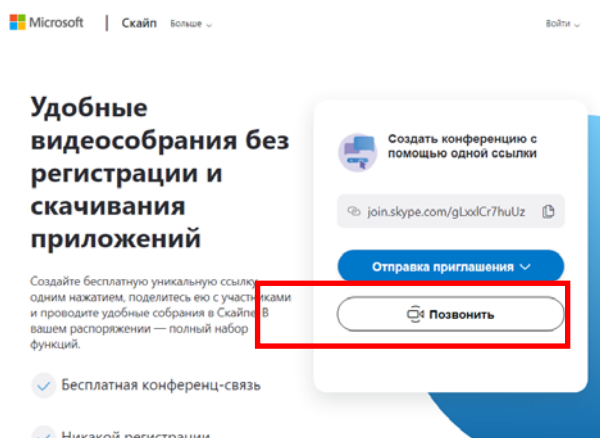 Microsoft | Скайп Больше Войти
Удобные
видеособрания без
регистрации и
скачивания
приложений
Создайте бесплатную уникальную ссылку
одним нажатием, поделитесь ею с участниками
и проводите удобные собрания в Скайпе. В
вашем распоряжении — полный набор
функций.
Бесплатная конференц-связь
Никакой регистрации
Создать конференцию с
помощью одной ссылки
join.skype.com/gLxxlCr7huUz
Отправка приглашения
Позвонить